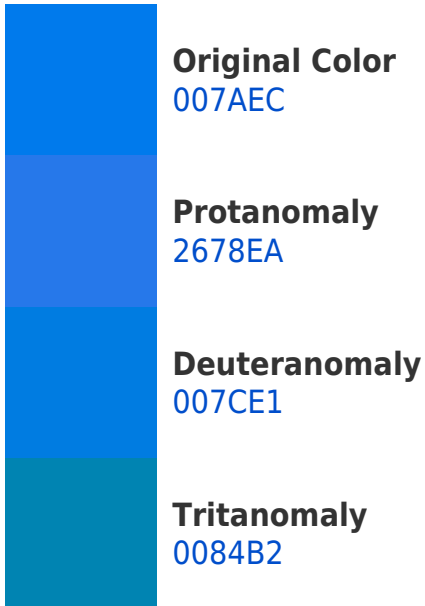 Original Color
007AEC
Protanomaly
2678EA
Deuteranomaly
007CE1
Tritanomaly
0084B2